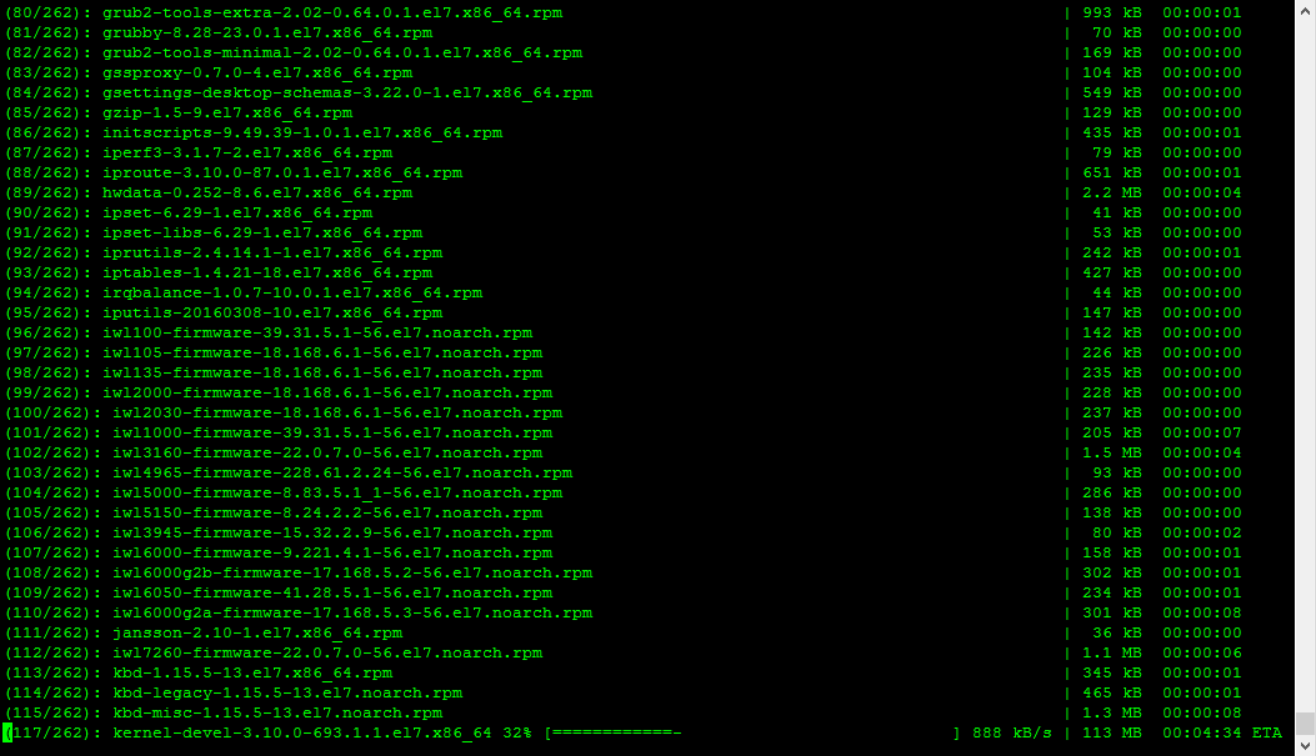 (80/262): grub2-tools-extra-2.02-0.64.0.1.el7.x86_64.rpm | 993 kB 00:00:01
(81/262): grubby-8.28-23.0.1.el7.x86_64.rpm | 70 kB 00:00:00
(82/262): grub2-tools-minimal-2.02-0.64.0.1.el7.x86_64.rpm | 169 kB 00:00:00
(83/262): gssproxy-0.7.0-4.el7.x86_64.rpm | 104 kB 00:00:00
(84/262): gsettings-desktop-schemas-3.22.0-1.el7.x86_64.rpm | 549 kB 00:00:00
(85/262): gzip-1.5-9.el7.x86_64.rpm | 129 kB 00:00:00
(86/262): initscripts-9.49.39-1.0.1.el7.x86_64.rpm | 435 kB 00:00:01
(87/262): iperf3-3.1.7-2.el7.x86_64.rpm | 79 kB 00:00:00
(88/262): iproute-3.10.0-87.0.1.el7.x86_64.rpm | 651 kB 00:00:01
(89/262): hwdata-0.252-8.6.el7.x86_64.rpm | 2.2 MB 00:00:04
(90/262): ipset-6.29-1.el7.x86_64.rpm | 41 kB 00:00:00
(91/262): ipset-libs-6.29-1.el7.x86_64.rpm | 53 kB 00:00:00
(92/262): iprutils-2.4.14.1-1.el7.x86_64.rpm | 242 kB 00:00:01
(93/262): iptables-1.4.21-18.el7.x86_64.rpm | 427 kB 00:00:00
(94/262): irqbalance-1.0.7-10.0.1.el7.x86_64.rpm | 44 kB 00:00:00
(95/262): iputils-20160308-10.el7.x86_64.rpm | 147 kB 00:00:00
(96/262): iwl100-firmware-39.31.5.1-56.el7.noarch.rpm | 142 kB 00:00:00
(97/262): iwl105-firmware-18.168.6.1-56.el7.noarch.rpm | 226 kB 00:00:00
(98/262): iwl135-firmware-18.168.6.1-56.el7.noarch.rpm | 235 kB 00:00:00
(99/262): iwl2000-firmware-18.168.6.1-56.el7.noarch.rpm | 228 kB 00:00:00
(100/262): iwl2030-firmware-18.168.6.1-56.el7.noarch.rpm | 237 kB 00:00:00
(101/262): iwl1000-firmware-39.31.5.1-56.el7.noarch.rpm | 205 kB 00:00:07
(102/262): iwl3160-firmware-22.0.7.0-56.el7.noarch.rpm | 1.5 MB 00:00:04
(103/262): iwl4965-firmware-228.61.2.24-56.el7.noarch.rpm | 93 kB 00:00:00
(104/262): iwl5000-firmware-8.83.5.1_1-56.el7.noarch.rpm | 286 kB 00:00:00
(105/262): iwl5150-firmware-8.24.2.2-56.el7.noarch.rpm | 138 kB 00:00:00
(106/262): iwl3945-firmware-15.32.2.9-56.el7.noarch.rpm | 80 kB 00:00:02
(107/262): iwl6000-firmware-9.221.4.1-56.el7.noarch.rpm | 158 kB 00:00:01
(108/262): iwl6000g2b-firmware-17.168.5.2-56.el7.noarch.rpm | 302 kB 00:00:01
(109/262): iwl6050-firmware-41.28.5.1-56.el7.noarch.rpm | 234 kB 00:00:01
(110/262): iwl6000g2a-firmware-17.168.5.3-56.el7.noarch.rpm | 301 kB 00:00:08
(111/262): jansson-2.10-1.el7.x86_64.rpm | 36 kB 00:00:00
(112/262): iwl7260-firmware-22.0.7.0-56.el7.noarch.rpm | 1.1 MB 00:00:06
(113/262): kbd-1.15.5-13.el7.x86_64.rpm | 345 kB 00:00:01
(114/262): kbd-legacy-1.15.5-13.el7.noarch.rpm | 465 kB 00:00:01
(115/262): kbd-misc-1.15.5-13.el7.noarch.rpm | 1.3 MB 00:00:08
(117/262): kernel-devel-3.10.0-693.1.1.el7.x86_64 32% [============- ] 888 kB/s | 113 MB 00:04:34 ETA